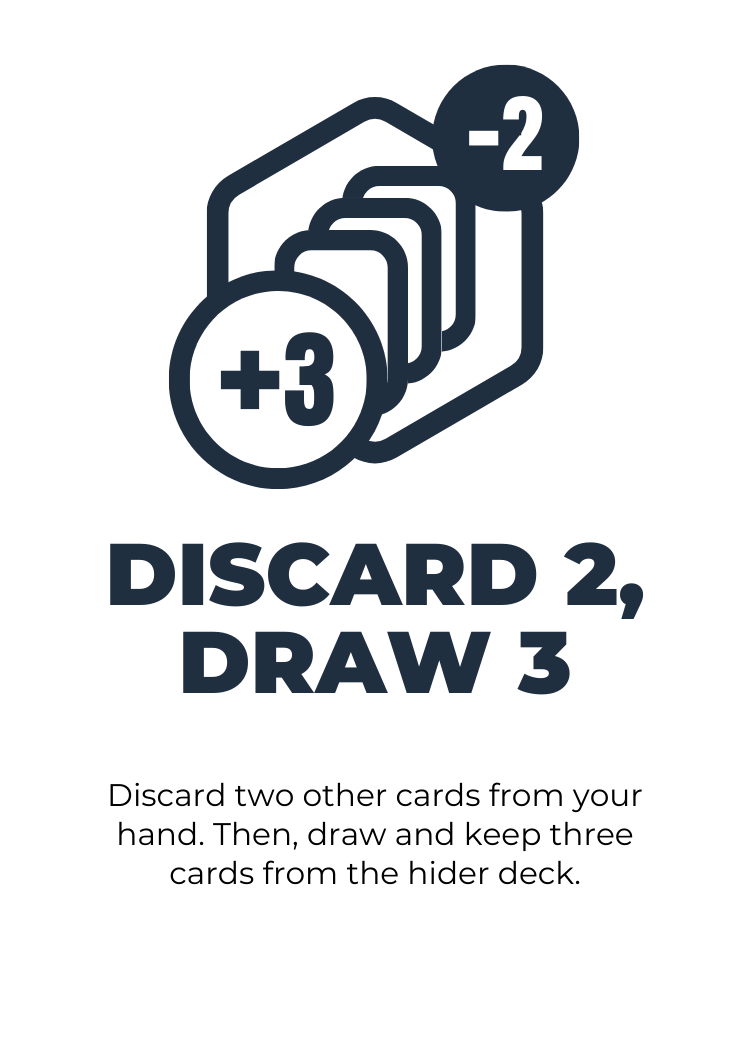 -2
+3
DISCARD 2,
DRAW 3
Discard two other cards from your
hand. Then, draw and keep three
cards from the hider deck.